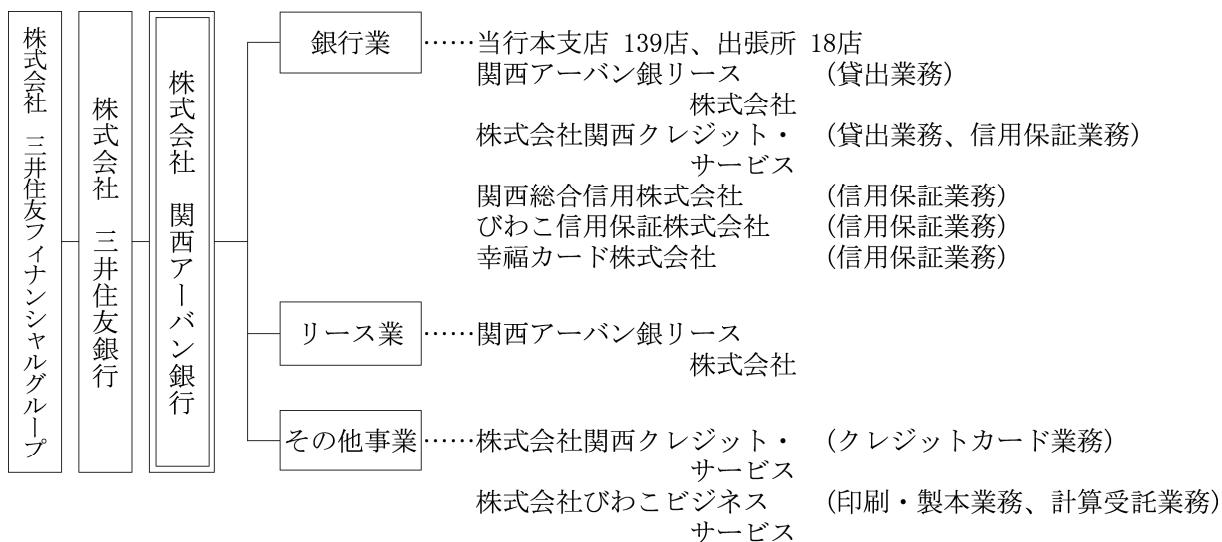 株式会社 三井住友フィナンシャルグループ
株式会社 三井住友銀行
株式会社 関西アーバン銀行
銀行業 ……当行本支店 139店、出張所 18店
関西アーバン銀リース (貸出業務)
株式会社
株式会社関西クレジット・ (貸出業務、信用保証業務)
サービス
関西総合信用株式会社 (信用保証業務)
びわこ信用保証株式会社 (信用保証業務)
幸福カード株式会社 (信用保証業務)
リース業 ……関西アーバン銀リース
株式会社
その他事業 ……株式会社関西クレジット・ (クレジットカード業務)
サービス
株式会社びわこビジネス (印刷・製本業務、計算受託業務)
サービス